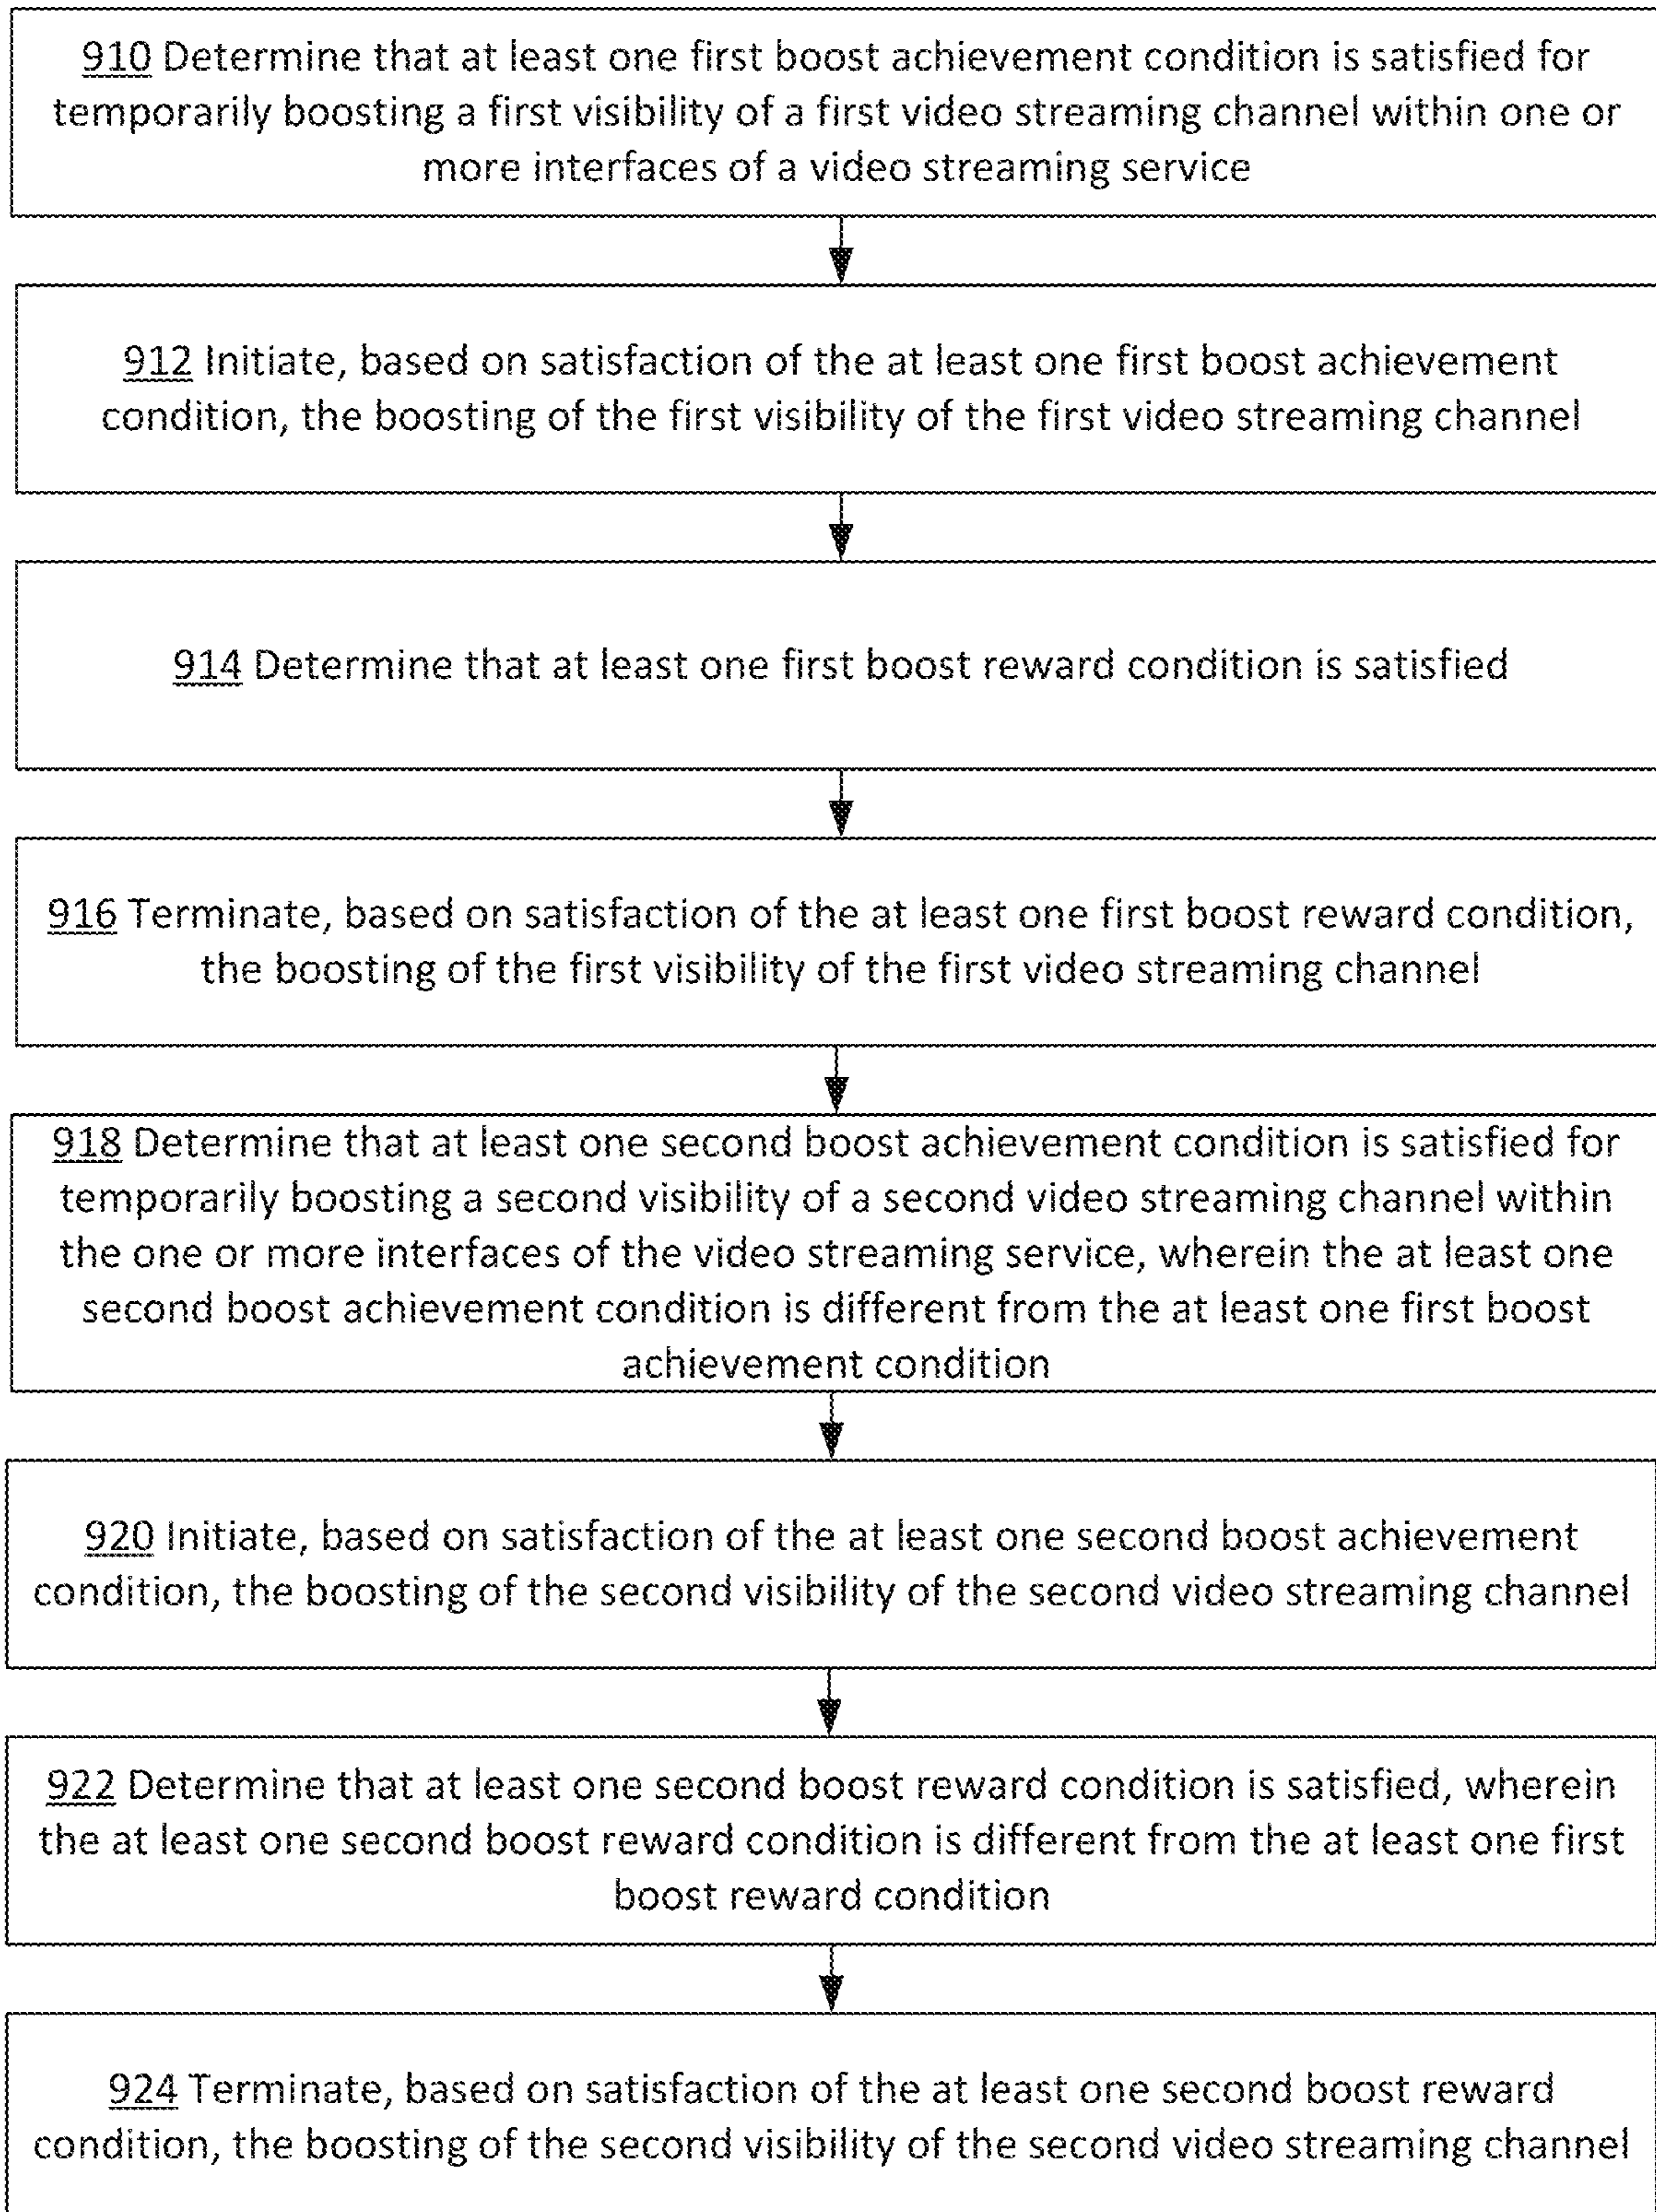 910 Determine that at least one first boost achievement condition is satisfied for
temporarily boosting a first visibility of a first video streaming channel within one or
more interfaces of a video streaming service
912 Initiate, based on satisfaction of the at least one first boost achievement
condition, the boosting of the first visibility of the first video streaming channel
914 Determine that at least one first boost reward condition is satisfied
916 Terminate, based on satisfaction of the at least one first boost reward condition,
the boosting of the first visibility of the first video streaming channel
918 Determine that at least one second boost achievement condition is satisfied for
temporarily boosting a second visibility of a second video streaming channel within
the one or more interfaces of the video streaming service, wherein the at least one
second boost achievement condition is different from the at least one first boost
achievement condition
920 Initiate, based on satisfaction of the at least one second boost achievement
condition, the boosting of the second visibility of the second video streaming channel
922 Determine that at least one second boost reward condition is satisfied, wherein
the at least one second boost reward condition is different from the at least one first
boost reward condition
924 Terminate, based on satisfaction of the at least one second boost reward
condition, the boosting of the second visibility of the second video streaming channel